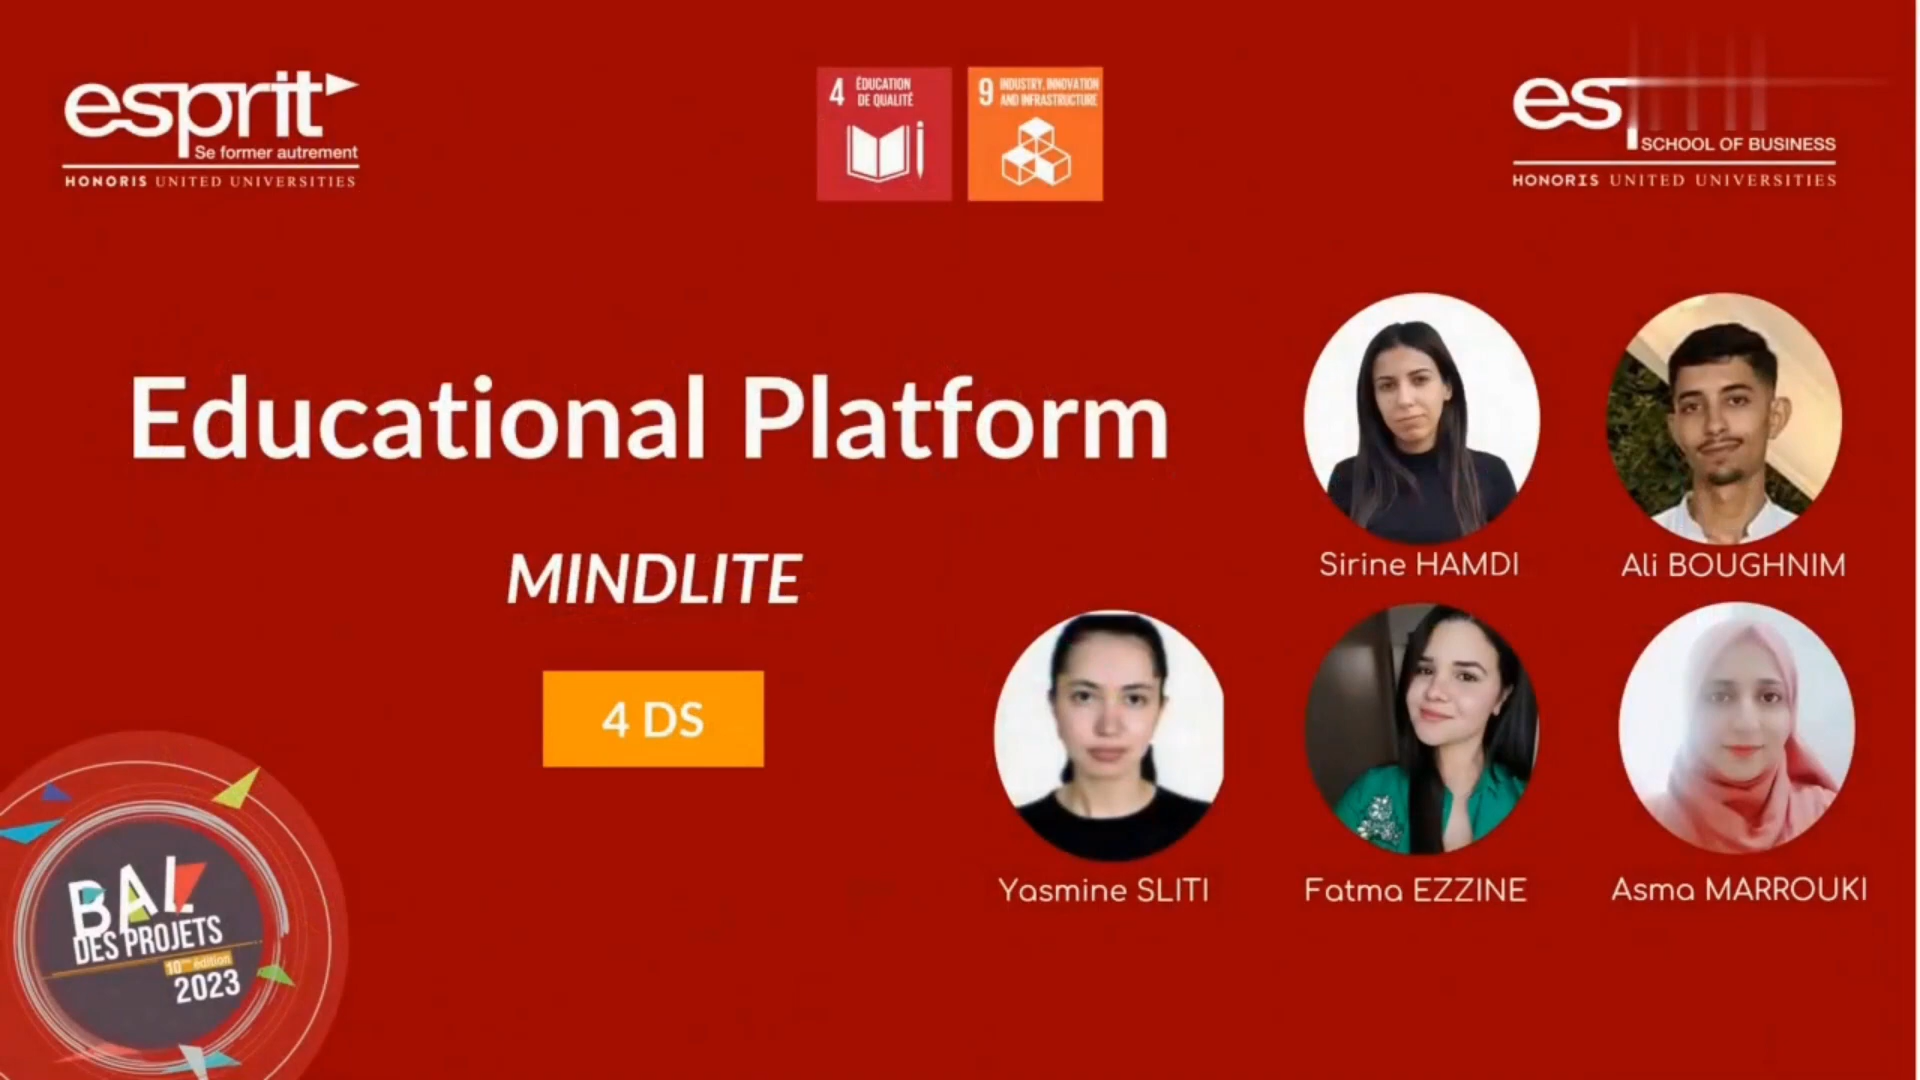 esprit
Se former autrement
HONORIS UNITED UNIVERSITIES
4 ÉDUCATION
DE QUALITÉ
9 INDUSTRY, INNOVATION
AND INFRASTRUCTURE
es
SCHOOL OF BUSINESS
HONORIS UNITED UNIVERSITIES
Educational Platform
MINDLITE
4 DS
Sirine HAMDI
Ali BOUGHNIM
Yasmine SLITI
Fatma EZZINE
Asma MARROUKI
BAL
DES PROJETS
10ème édition
2023